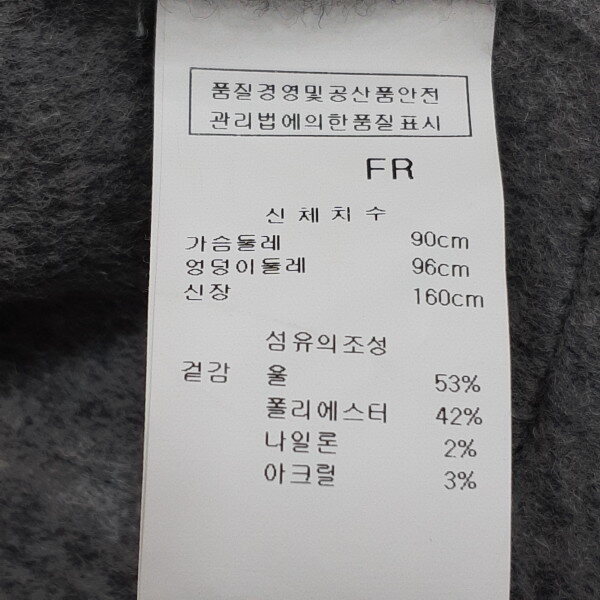 품질경영및공산품안전
관리법에의한품질표시
FR
신체치수
가슴둘레 90cm
엉덩이둘레 96cm
신장 160cm
섬유의조성
겉감 울 53%
폴리에스터 42%
나일론 2%
아크릴 3%